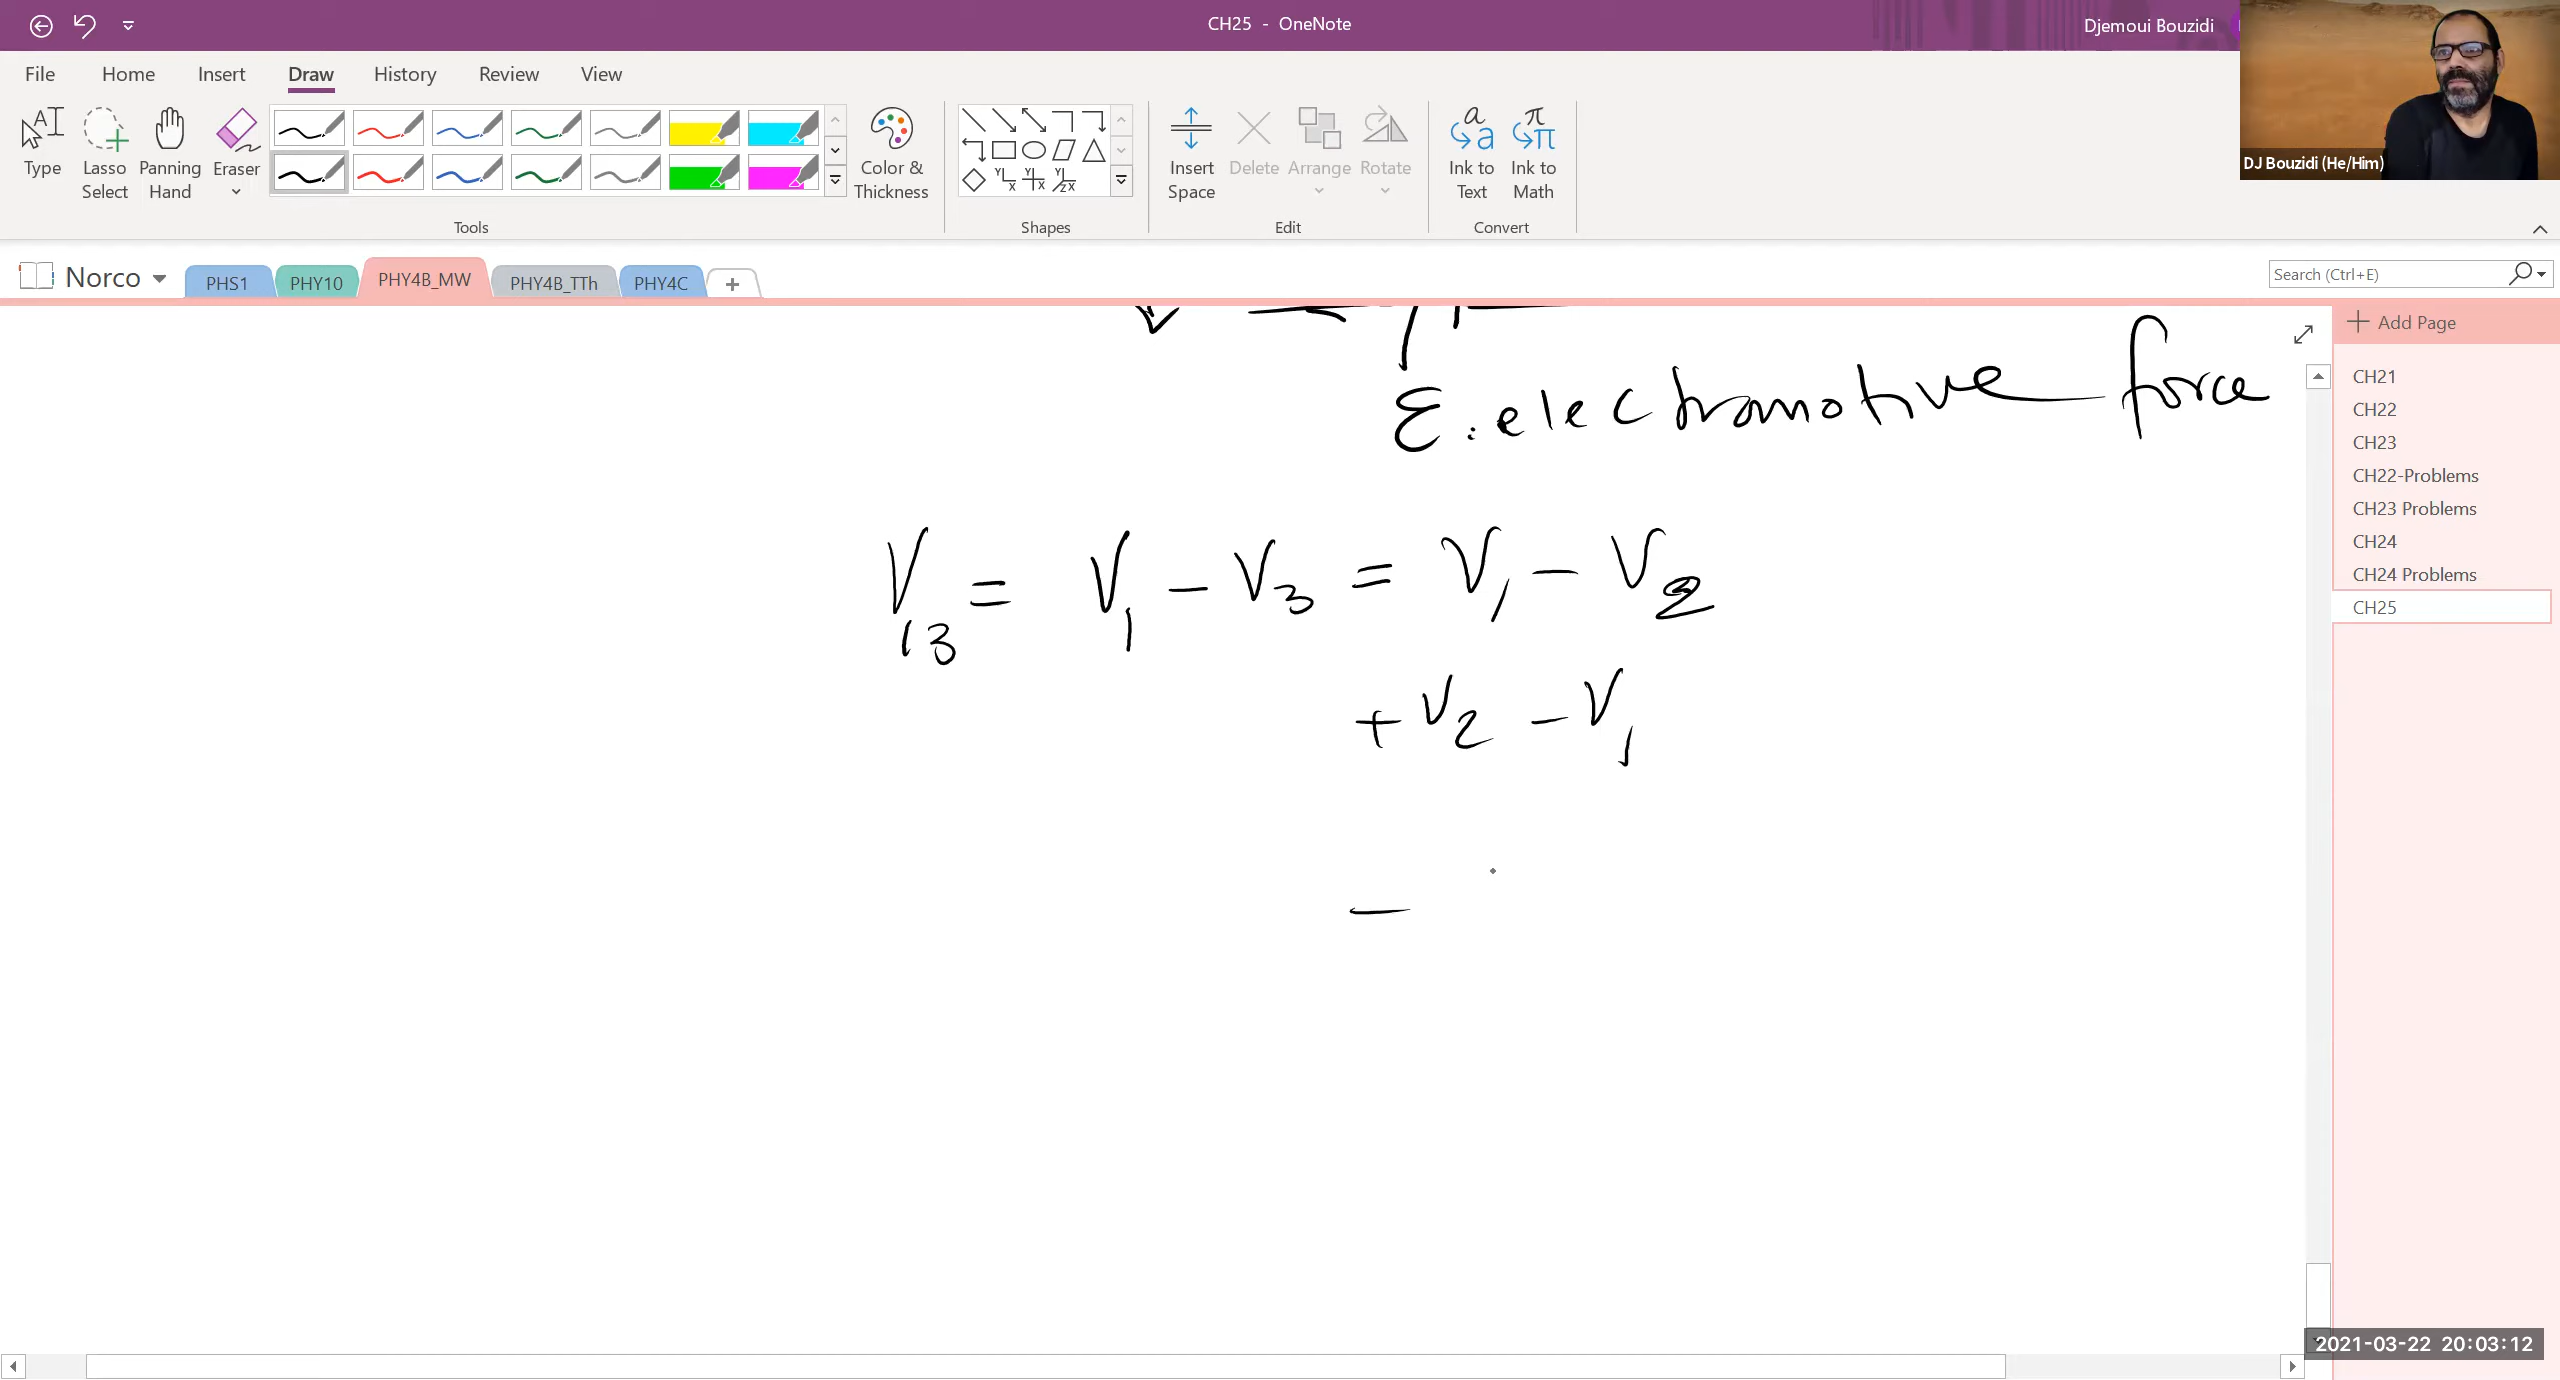 CH25 - OneNote
Djemoui Bouzidi
File Home Insert Draw History Review View
Type
Lasso Select
Panning Hand
Eraser
Color & Thickness
Insert Space
Delete
Arrange
Rotate
Ink to Text
Ink to Math
Tools
Shapes
Edit
Convert
DJ Bouzidi (He/Him)
Norco PHS1 PHY10 PHY4B_MW PHY4B_TTh PHY4C +
Search (Ctrl+E)
Add Page
CH21
CH22
CH23
CH22-Problems
CH23 Problems
CH24
CH24 Problems
CH25
ℰ: electromotive force
V₁₃ = V₁ - V₃ = V₁ - V₂
+ V₂ - V₁
—
2021-03-22 20:03:12